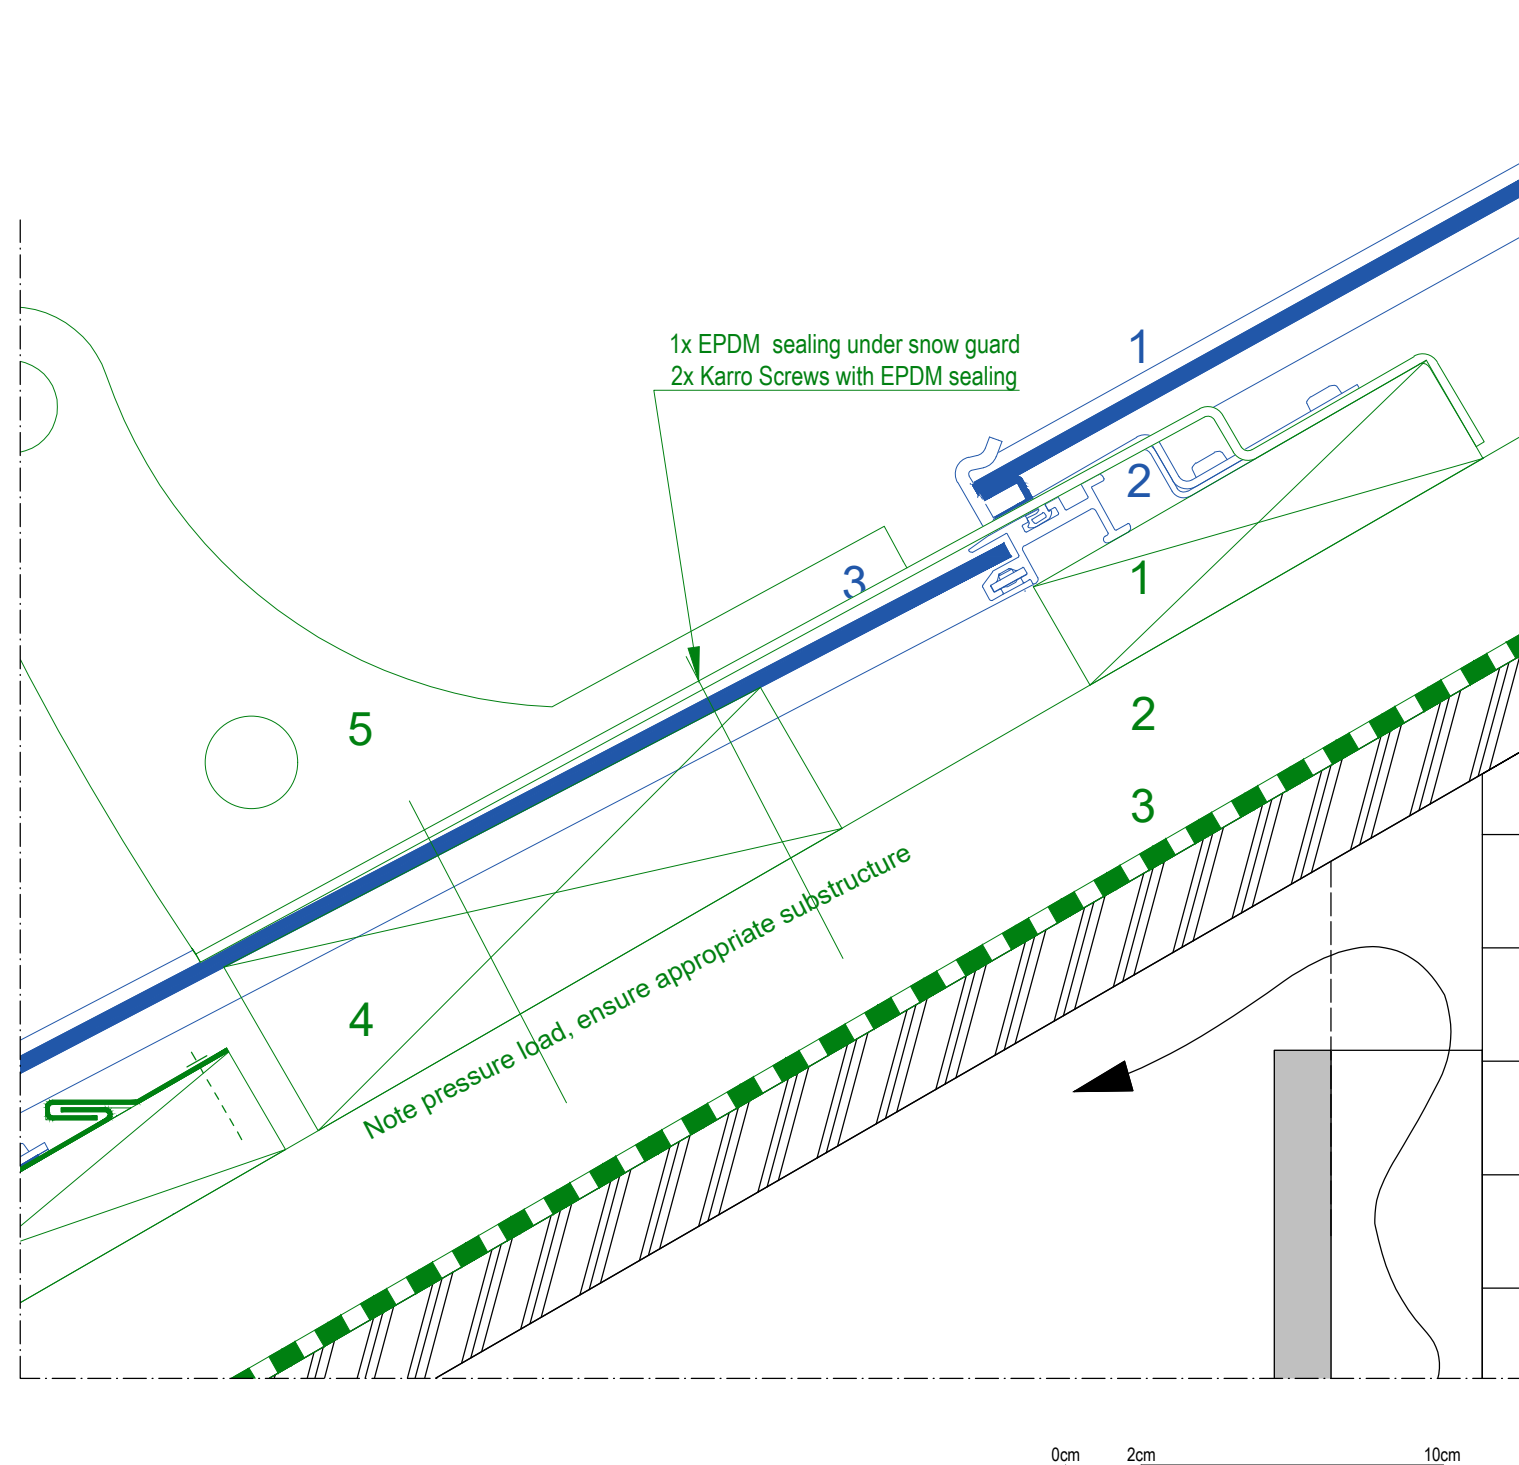 1x EPDM sealing under snow guard
2x Karro Screws with EPDM sealing
1
2
3
1
5
2
3
Note pressure load, ensure appropriate substructure
4
0cm 2cm 10cm